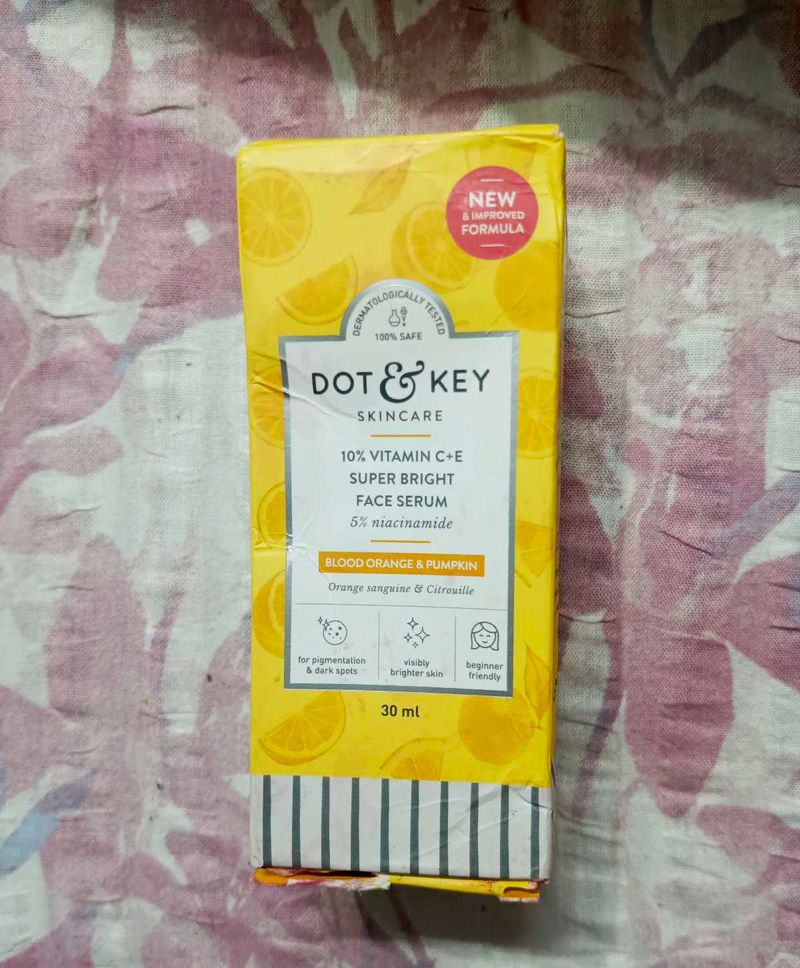 NEW
& IMPROVED
FORMULA
DERMATOLOGICALLY TESTED
100% SAFE
DOT & KEY
SKINCARE
10% VITAMIN C+E
SUPER BRIGHT
FACE SERUM
5% niacinamide
BLOOD ORANGE & PUMPKIN
Orange sanguine & Citrouille
for pigmentation
& dark spots
visibly
brighter skin
beginner
friendly
30 ml